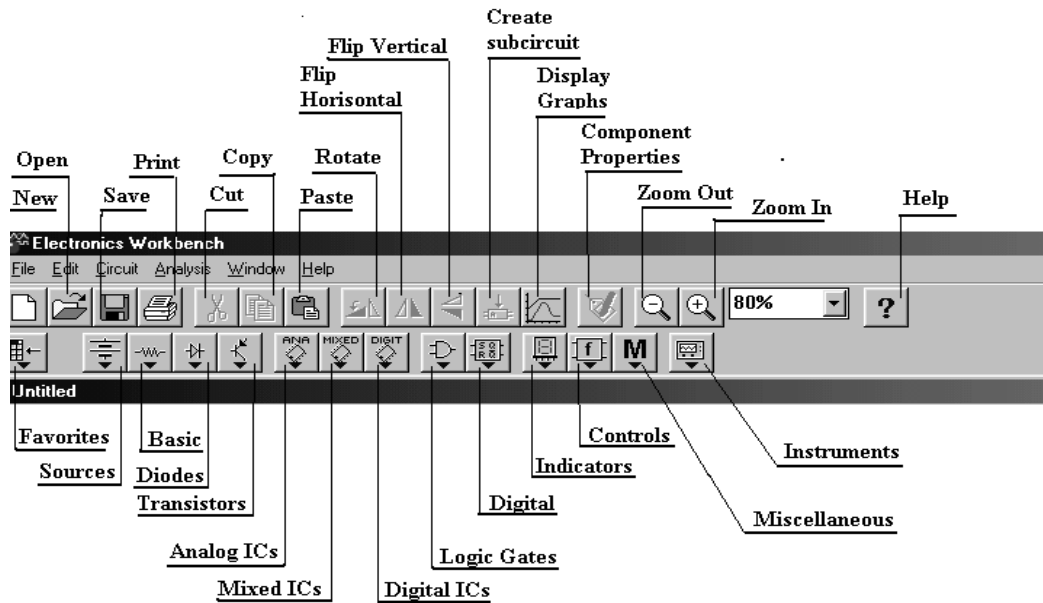 Create
subcircuit
Flip Vertical
Flip
Horisontal
Display
Graphs
Component
Properties
Open
Print
Copy
Rotate
New
Save
Cut
Paste
Zoom Out
Zoom In
Help
Electronics Workbench
File Edit Circuit Analysis Window Help
80%
?
ANA MIXED DIGIT
S Q
R Q
f
M
Untitled
Favorites
Basic
Controls
Sources
Diodes
Indicators
Instruments
Transistors
Digital
Miscellaneous
Analog ICs
Logic Gates
Mixed ICs
Digital ICs